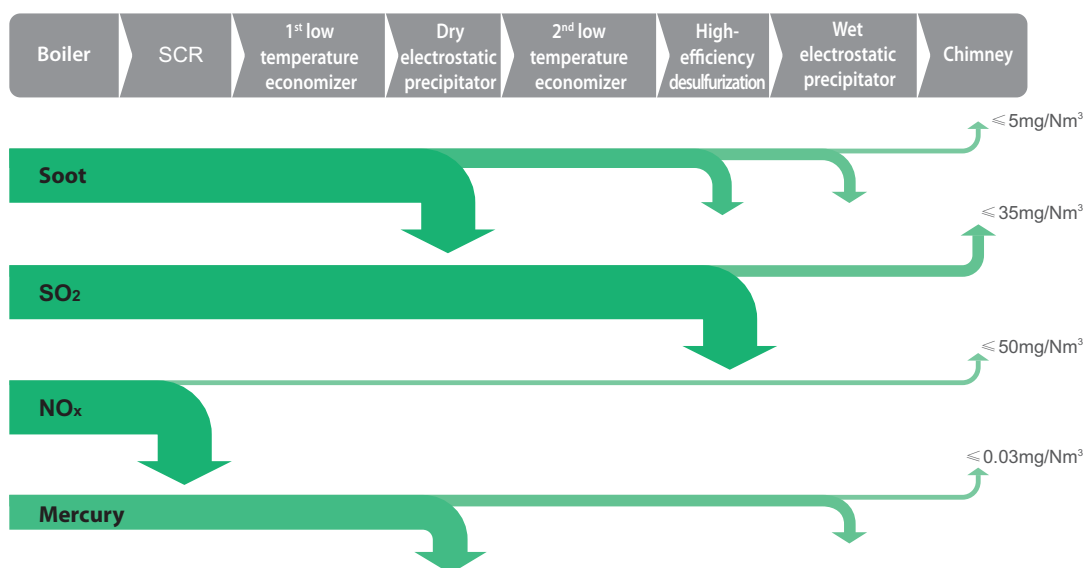 Boiler
SCR
1st low
temperature
economizer
Dry
electrostatic
precipitator
2nd low
temperature
economizer
High-
efficiency
desulfurization
Wet
electrostatic
precipitator
Chimney
≤5mg/Nm³
Soot
≤35mg/Nm³
SO₂
≤50mg/Nm³
NOx
≤0.03mg/Nm³
Mercury